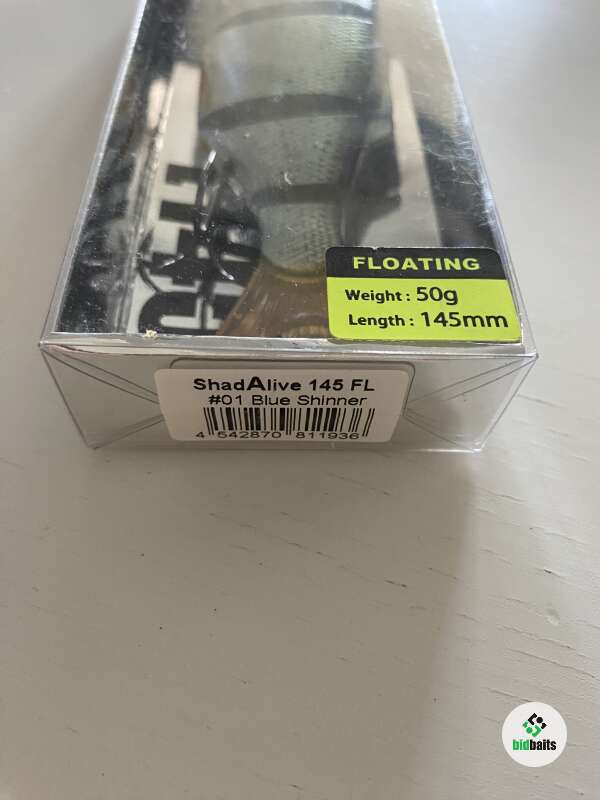 FLOATING
Weight : 50g
Length : 145mm
ShadAlive 145 FL
#01 Blue Shinner
4 542870 811936
bidbaits